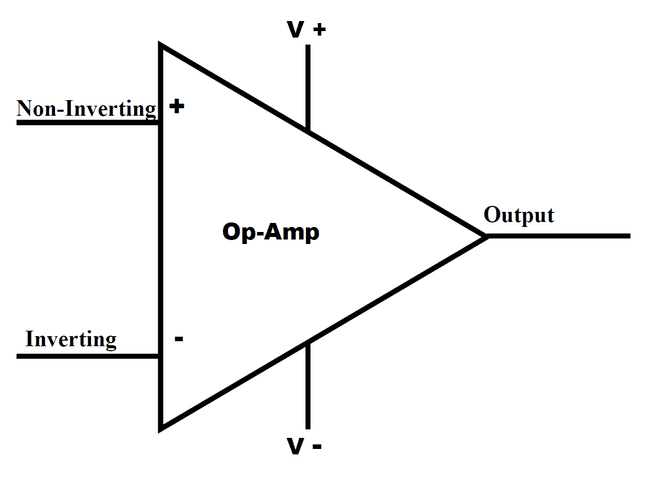 V +
Non-Inverting +
Output
Op-Amp
Inverting -
V -